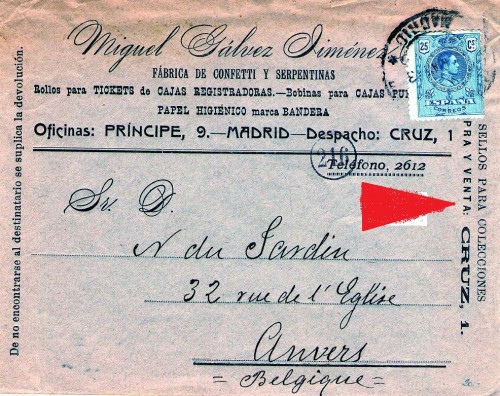 Miguel Gálvez Jiménez
FÁBRICA DE CONFETTI Y SERPENTINAS
Rollos para TICKETS de CAJAS REGISTRADORAS.—Bobinas para CAJAS
PAPEL HIGIÉNICO marca BANDERA
Oficinas: PRÍNCIPE, 9.—MADRID—Despacho: CRUZ, 1
Teléfono, 2612
216
MADRID
25 Cs
ESPAÑA
CORREOS
Sr. D.
N du Jardin
32 rue de l'Eglise
Anvers
= Belgique =
De no encontrarse al destinatario se suplica la devolución.
SELLOS PARA COLECCIONES
PRA Y VENTA: CRUZ, 1.